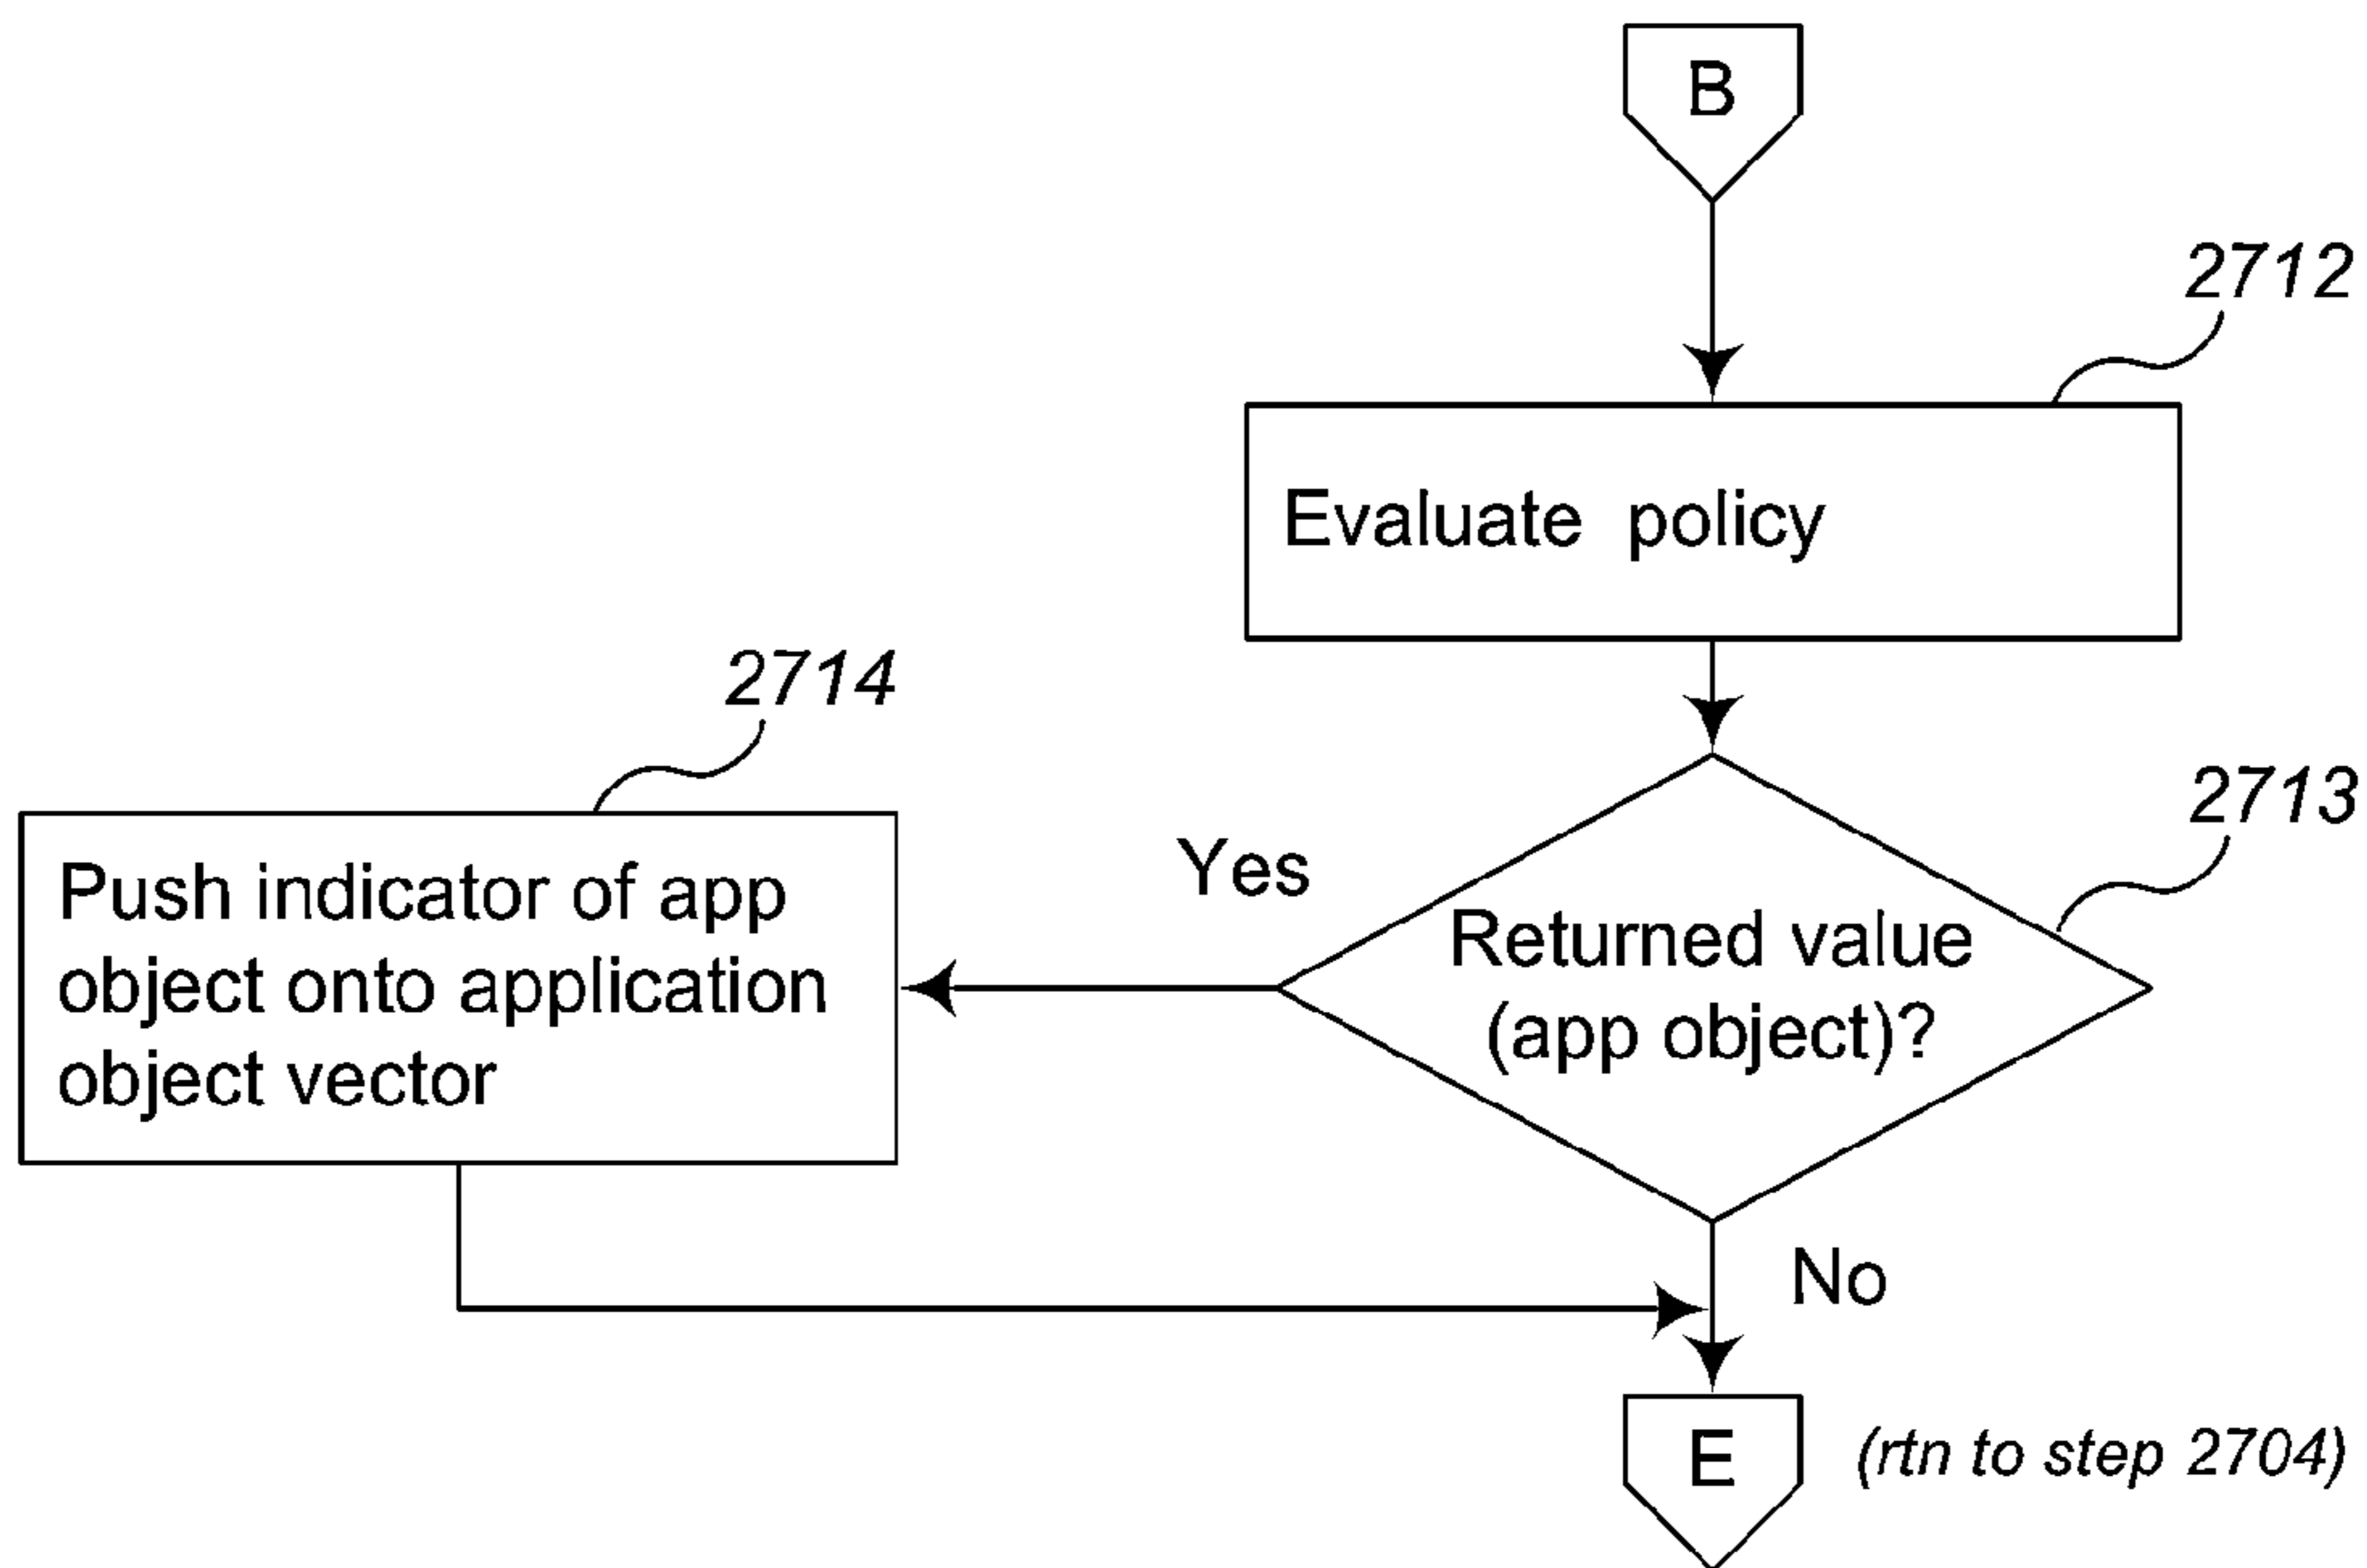 B
2712
Evaluate policy
2714
Push indicator of app
object onto application
object vector
Yes
2713
Returned value
(app object)?
No
E
(rtn to step 2704)